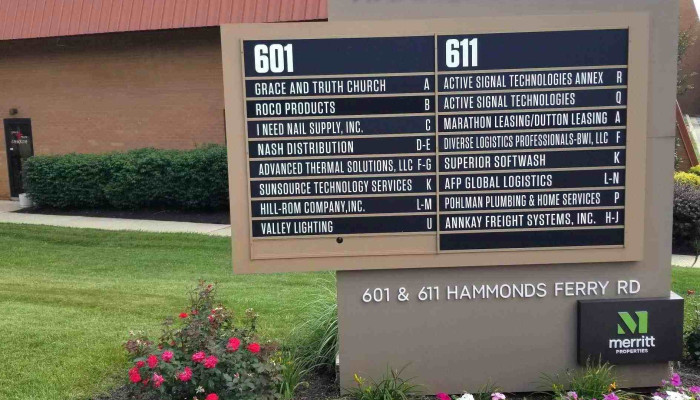 601
GRACE AND TRUTH CHURCH A
ROCO PRODUCTS B
I NEED NAIL SUPPLY, INC. C
NASH DISTRIBUTION D-E
ADVANCED THERMAL SOLUTIONS, LLC F-G
SUNSOURCE TECHNOLOGY SERVICES K
HILL-ROM COMPANY,INC. L-M
VALLEY LIGHTING U
611
ACTIVE SIGNAL TECHNOLOGIES ANNEX R
ACTIVE SIGNAL TECHNOLOGIES Q
MARATHON LEASING/DUTTON LEASING A
DIVERSE LOGISTICS PROFESSIONALS-BWI, LLC F
SUPERIOR SOFTWASH K
AFP GLOBAL LOGISTICS L-N
POHLMAN PLUMBING & HOME SERVICES P
ANNKAY FREIGHT SYSTEMS, INC. H-J
601 & 611 HAMMONDS FERRY RD
merritt
PROPERTIES